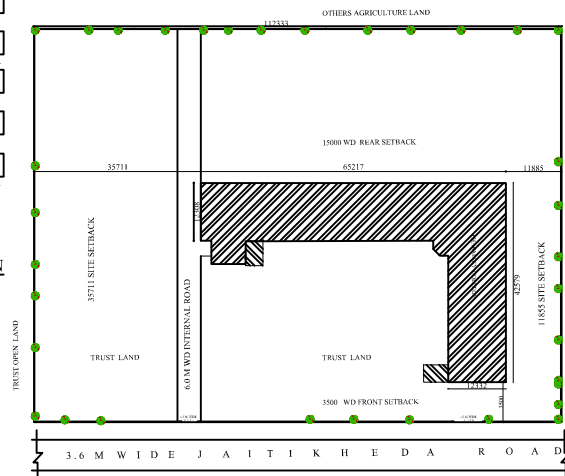 OTHERS AGRICULTURE LAND
112333
15000 WD REAR SETBACK
35711
65217
11885
12308
35711 SITE SETBACK
6.0 M WD INTERNAL ROAD
42579
11855 SITE SETBACK
TRUST OPEN LAND
TRUST LAND
TRUST LAND
12332
3500 WD FRONT SETBACK
3500
3.6 M WIDE JAITIKHEDA ROAD